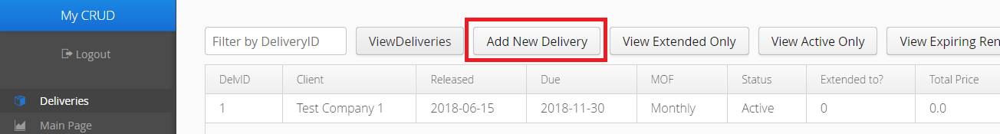 My CRUD
Logout
Deliveries
Main Page
Filter by DeliveryID ViewDeliveries Add New Delivery View Extended Only View Active Only View Expiring Ren
DelvID Client Released Due MOF Status Extended to? Total Price
1 Test Company 1 2018-06-15 2018-11-30 Monthly Active 0 0.0